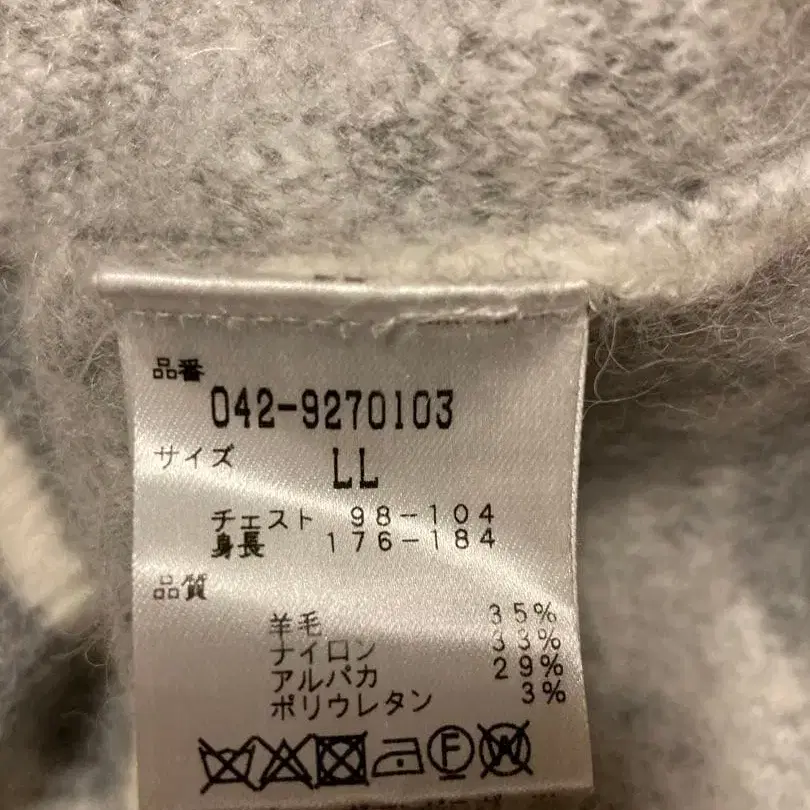 品番
042-9270103
サイズ
LL
チェスト 98-104
身長 176-184
品質
羊毛 35%
ナイロン 33%
アルパカ 29%
ポリウレタン 3%
F W